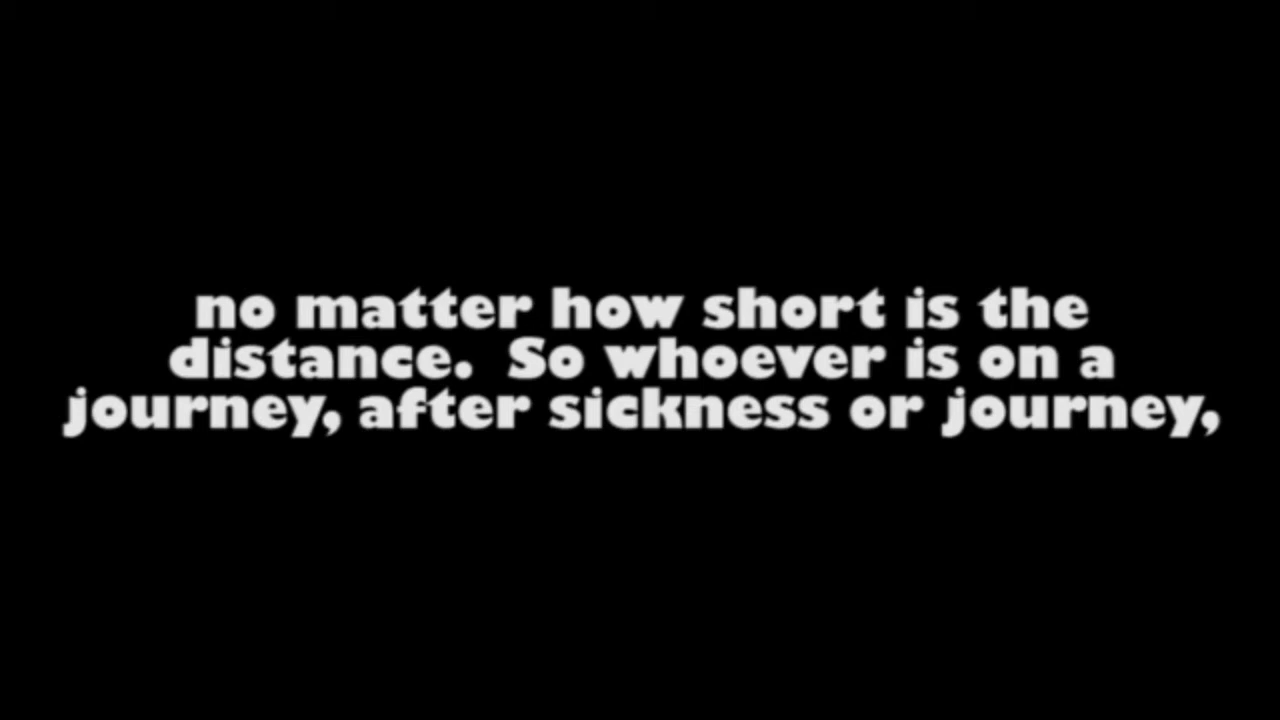 no matter how short is the
distance.  So whoever is on a
journey, after sickness or journey,